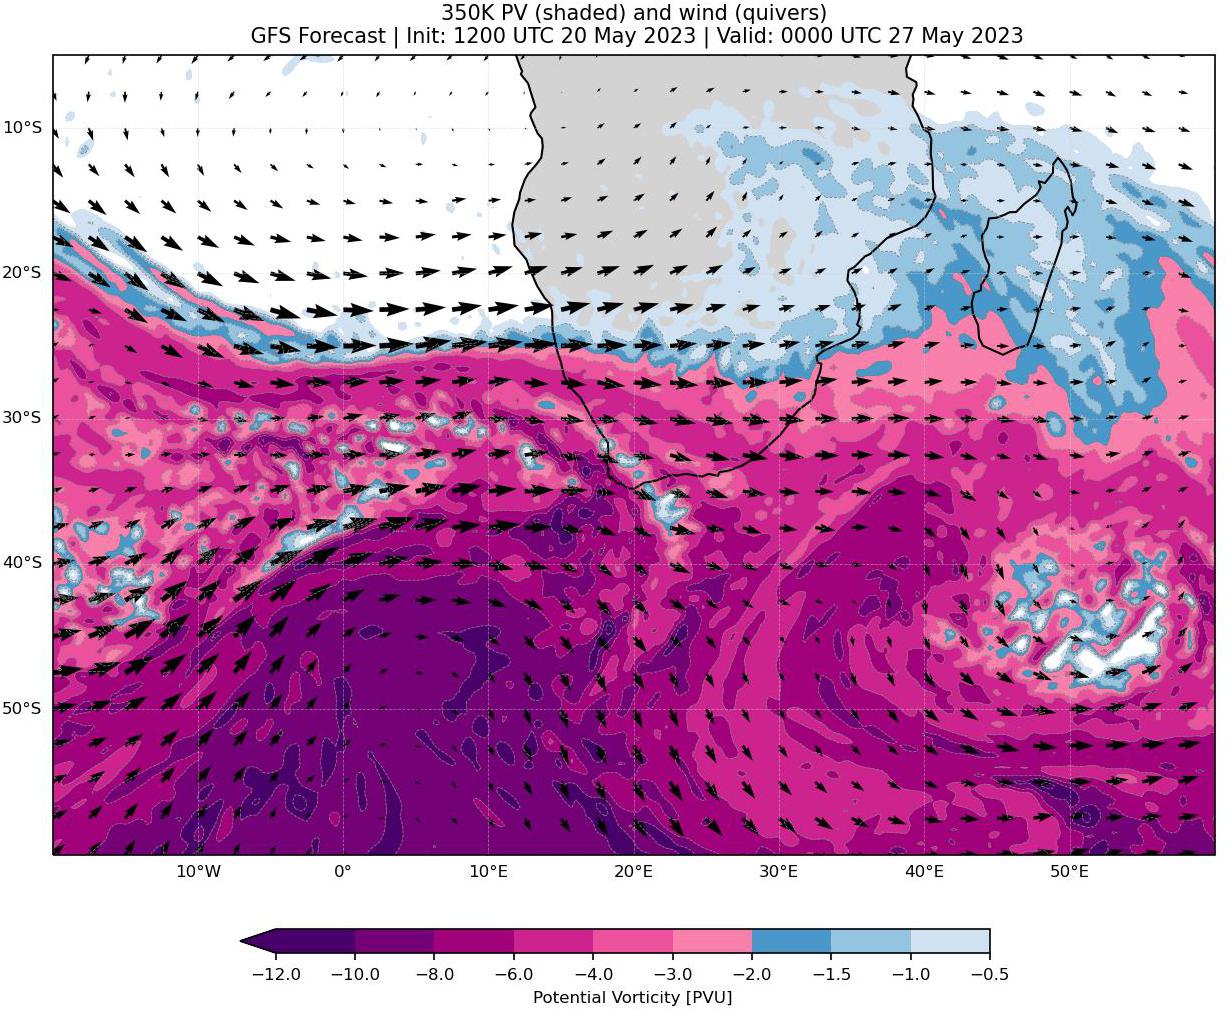 350K PV (shaded) and wind (quivers)
GFS Forecast | Init: 1200 UTC 20 May 2023 | Valid: 0000 UTC 27 May 2023
10°S
20°S
30°S
40°S
50°S
10°W 0° 10°E 20°E 30°E 40°E 50°E
−12.0 −10.0 −8.0 −6.0 −4.0 −3.0 −2.0 −1.5 −1.0 −0.5
Potential Vorticity [PVU]